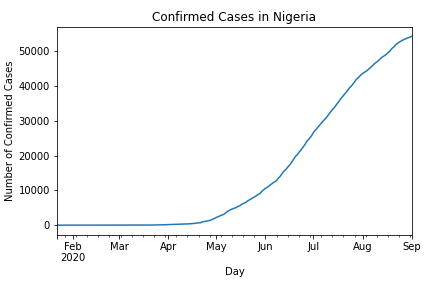 Confirmed Cases in Nigeria
Number of Confirmed Cases
50000
40000
30000
20000
10000
0
Feb Mar Apr May Jun Jul Aug Sep
2020
Day